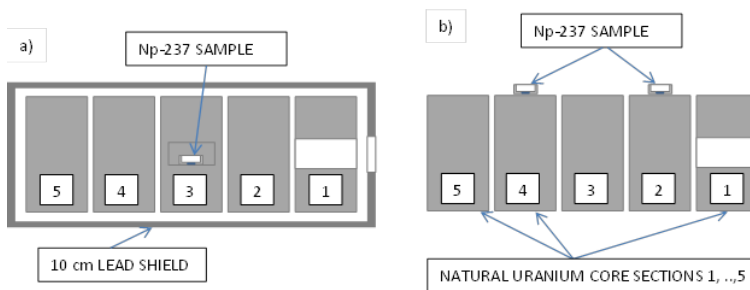 a)
Np-237 SAMPLE
5 4 3 2 1
10 cm LEAD SHIELD
b)
Np-237 SAMPLE
5 4 3 2 1
NATURAL URANIUM CORE SECTIONS 1, ..,5